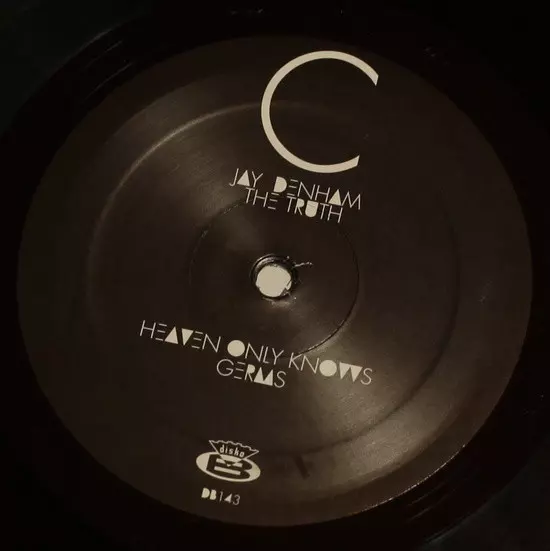 C
JAY DENHAM
THE TRUTH
HEAVEN ONLY KNOWS
GERMS
disko
B
DB143